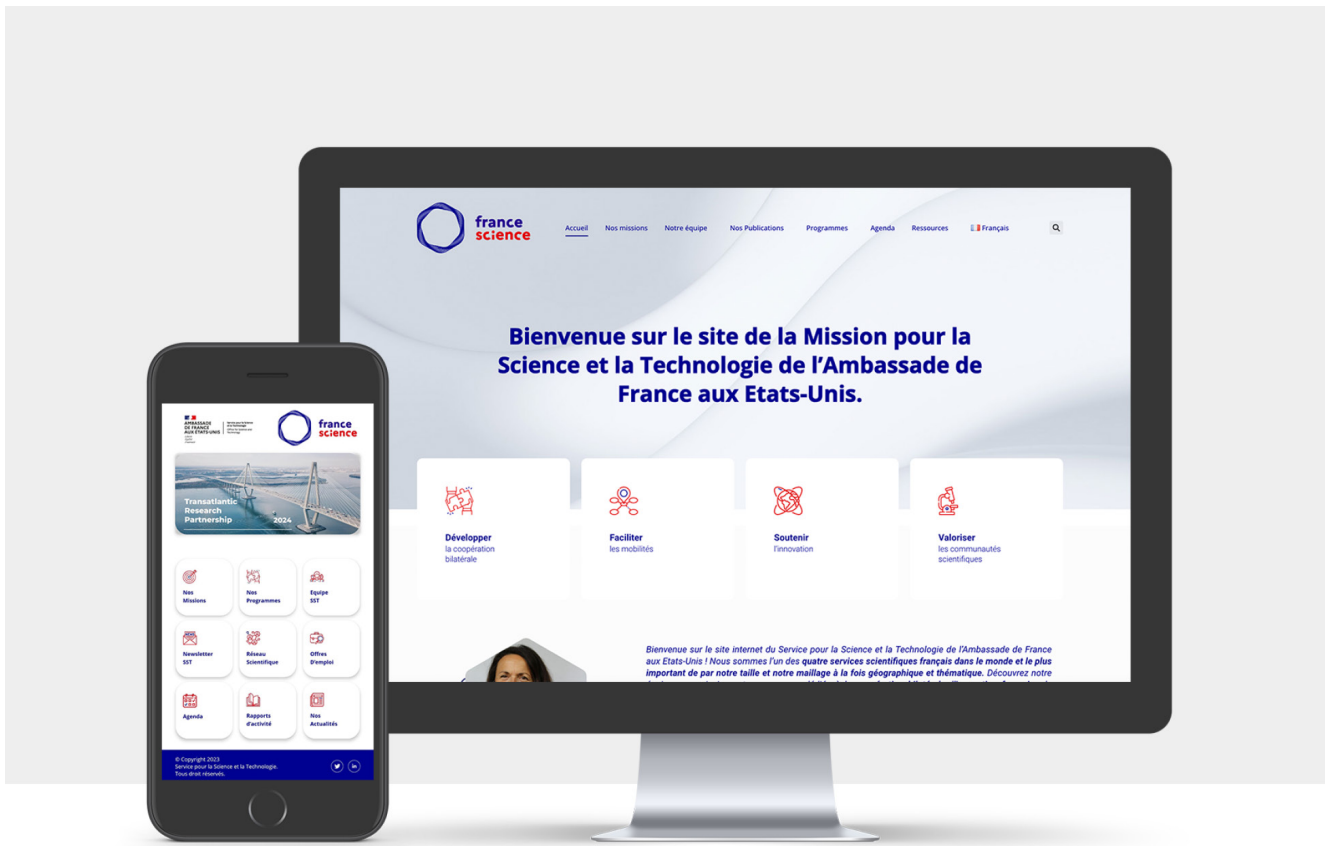 france
science
Accueil Nos missions Notre équipe Nos Publications Programmes Agenda Ressources Français
Bienvenue sur le site de la Mission pour la
Science et la Technologie de l’Ambassade de
France aux Etats-Unis.
Développer
la coopération
bilatérale
Faciliter
les mobilités
Soutenir
l'innovation
Valoriser
les communautés
scientifiques
Bienvenue sur le site internet du Service pour la Science et la Technologie de l'Ambassade de France
aux Etats-Unis ! Nous sommes l'un des quatre services scientifiques français dans le monde et le plus
important de par notre taille et notre maillage à la fois géographique et thématique. Découvrez notre
AMBASSADE
DE FRANCE
AUX ÉTATS-UNIS
france
science
Transatlantic
Research
Partnership 2024
Nos
Missions
Nos
Programmes
Equipe
SST
Newsletter
SST
Réseau
Scientifique
Offres
D'emploi
Agenda
Rapports
d'activité
Nos
Actualités
© Copyright 2023
Service pour la Science et la Technologie.
Tous droit réservés.